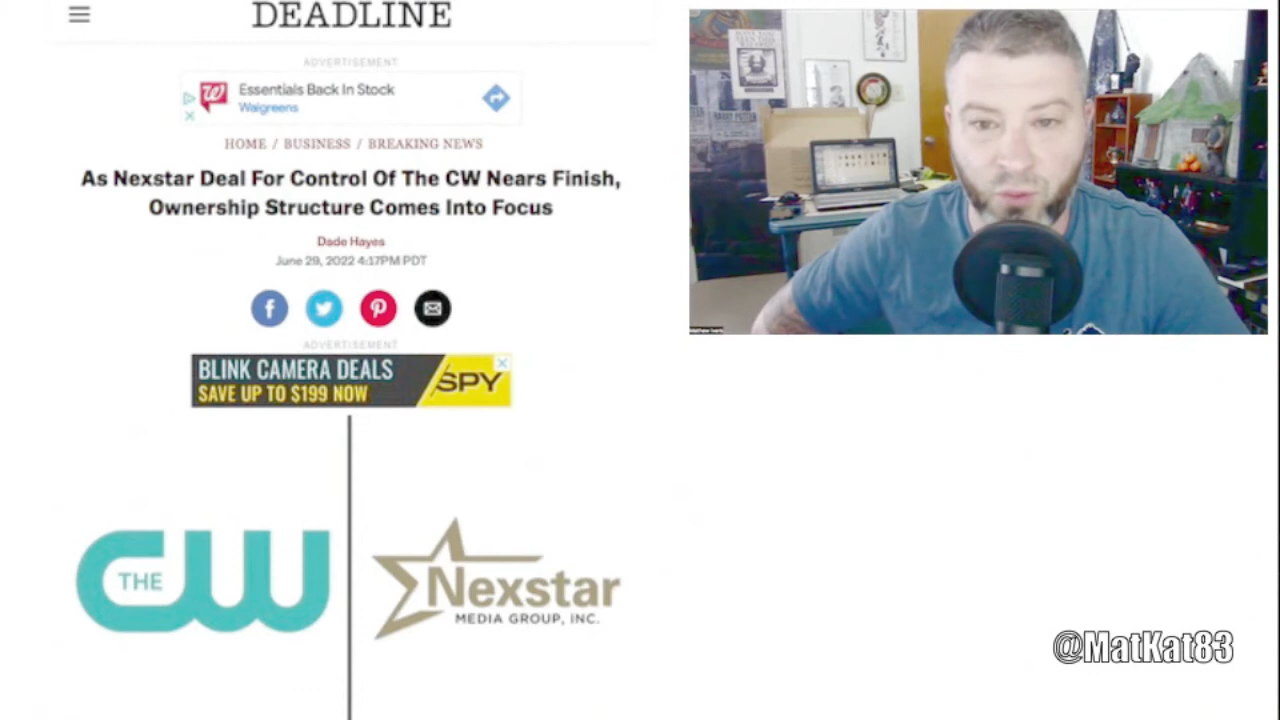 DEADLINE
ADVERTISEMENT
Essentials Back In Stock
Walgreens
HOME / BUSINESS / BREAKING NEWS
As Nexstar Deal For Control Of The CW Nears Finish,
Ownership Structure Comes Into Focus
Dade Hayes
June 29, 2022 4:17PM PDT
ADVERTISEMENT
BLINK CAMERA DEALS
SAVE UP TO $199 NOW
SPY
THE CW
Nexstar
MEDIA GROUP, INC.
HARRY POTTER
@MatKat83